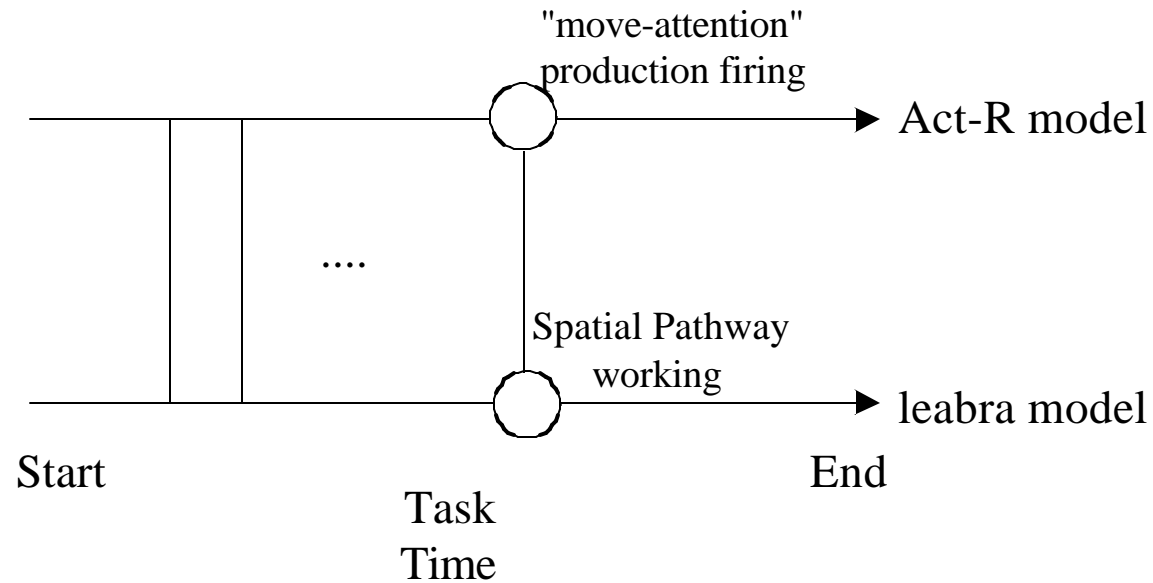 "move-attention"
production firing
Act-R model
....
Spatial Pathway
working
leabra model
Start
End
Task
Time